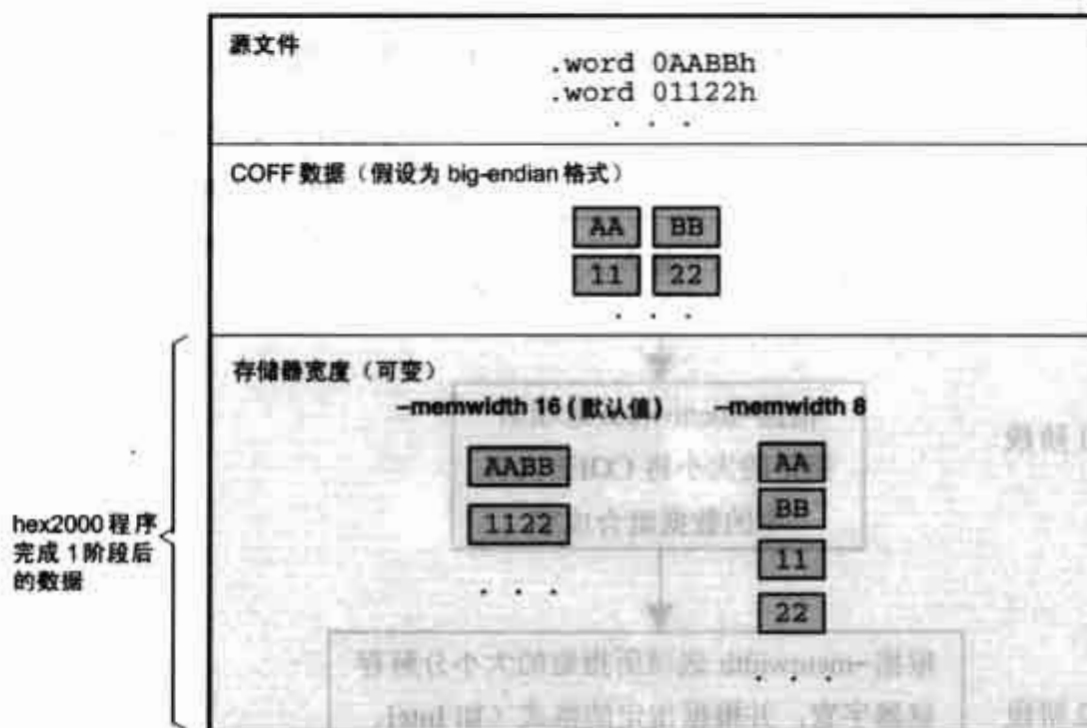 源文件
.word 0AABBh
.word 01122h
. . .
COFF 数据（假设为 big-endian 格式）
AA BB
11 22
. . .
存储器宽度（可变）
–memwidth 16 ( 默认值 ) –memwidth 8
AABB
1122
. . .
AA
BB
11
22
. . .
hex2000 程序
完成 1 阶段后
的数据